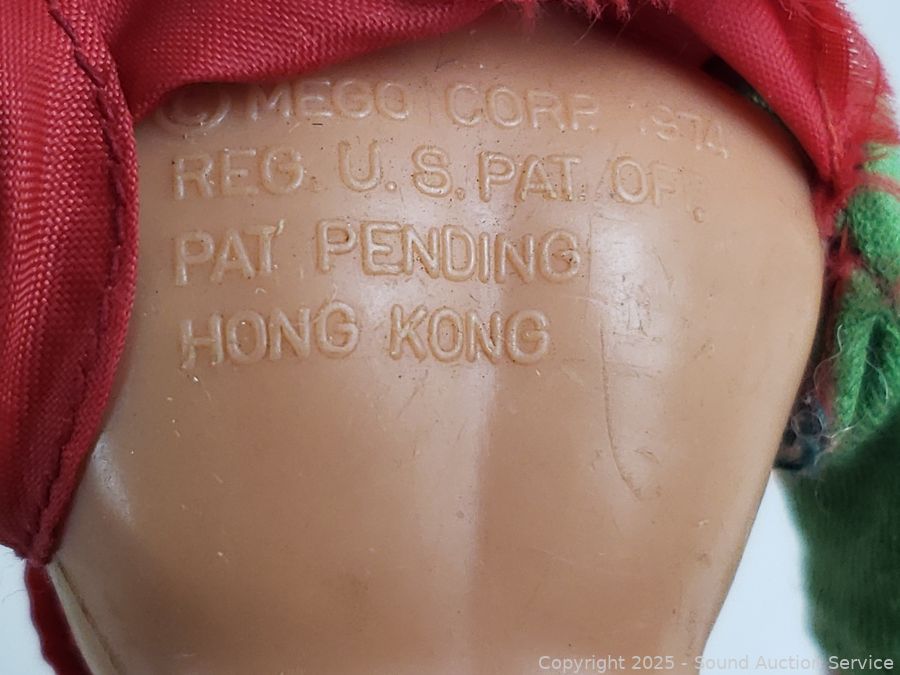 © MEGO CORP. 1974
REG. U.S. PAT. OFF.
PAT PENDING
HONG KONG
Copyright 2025 - Sound Auction Service